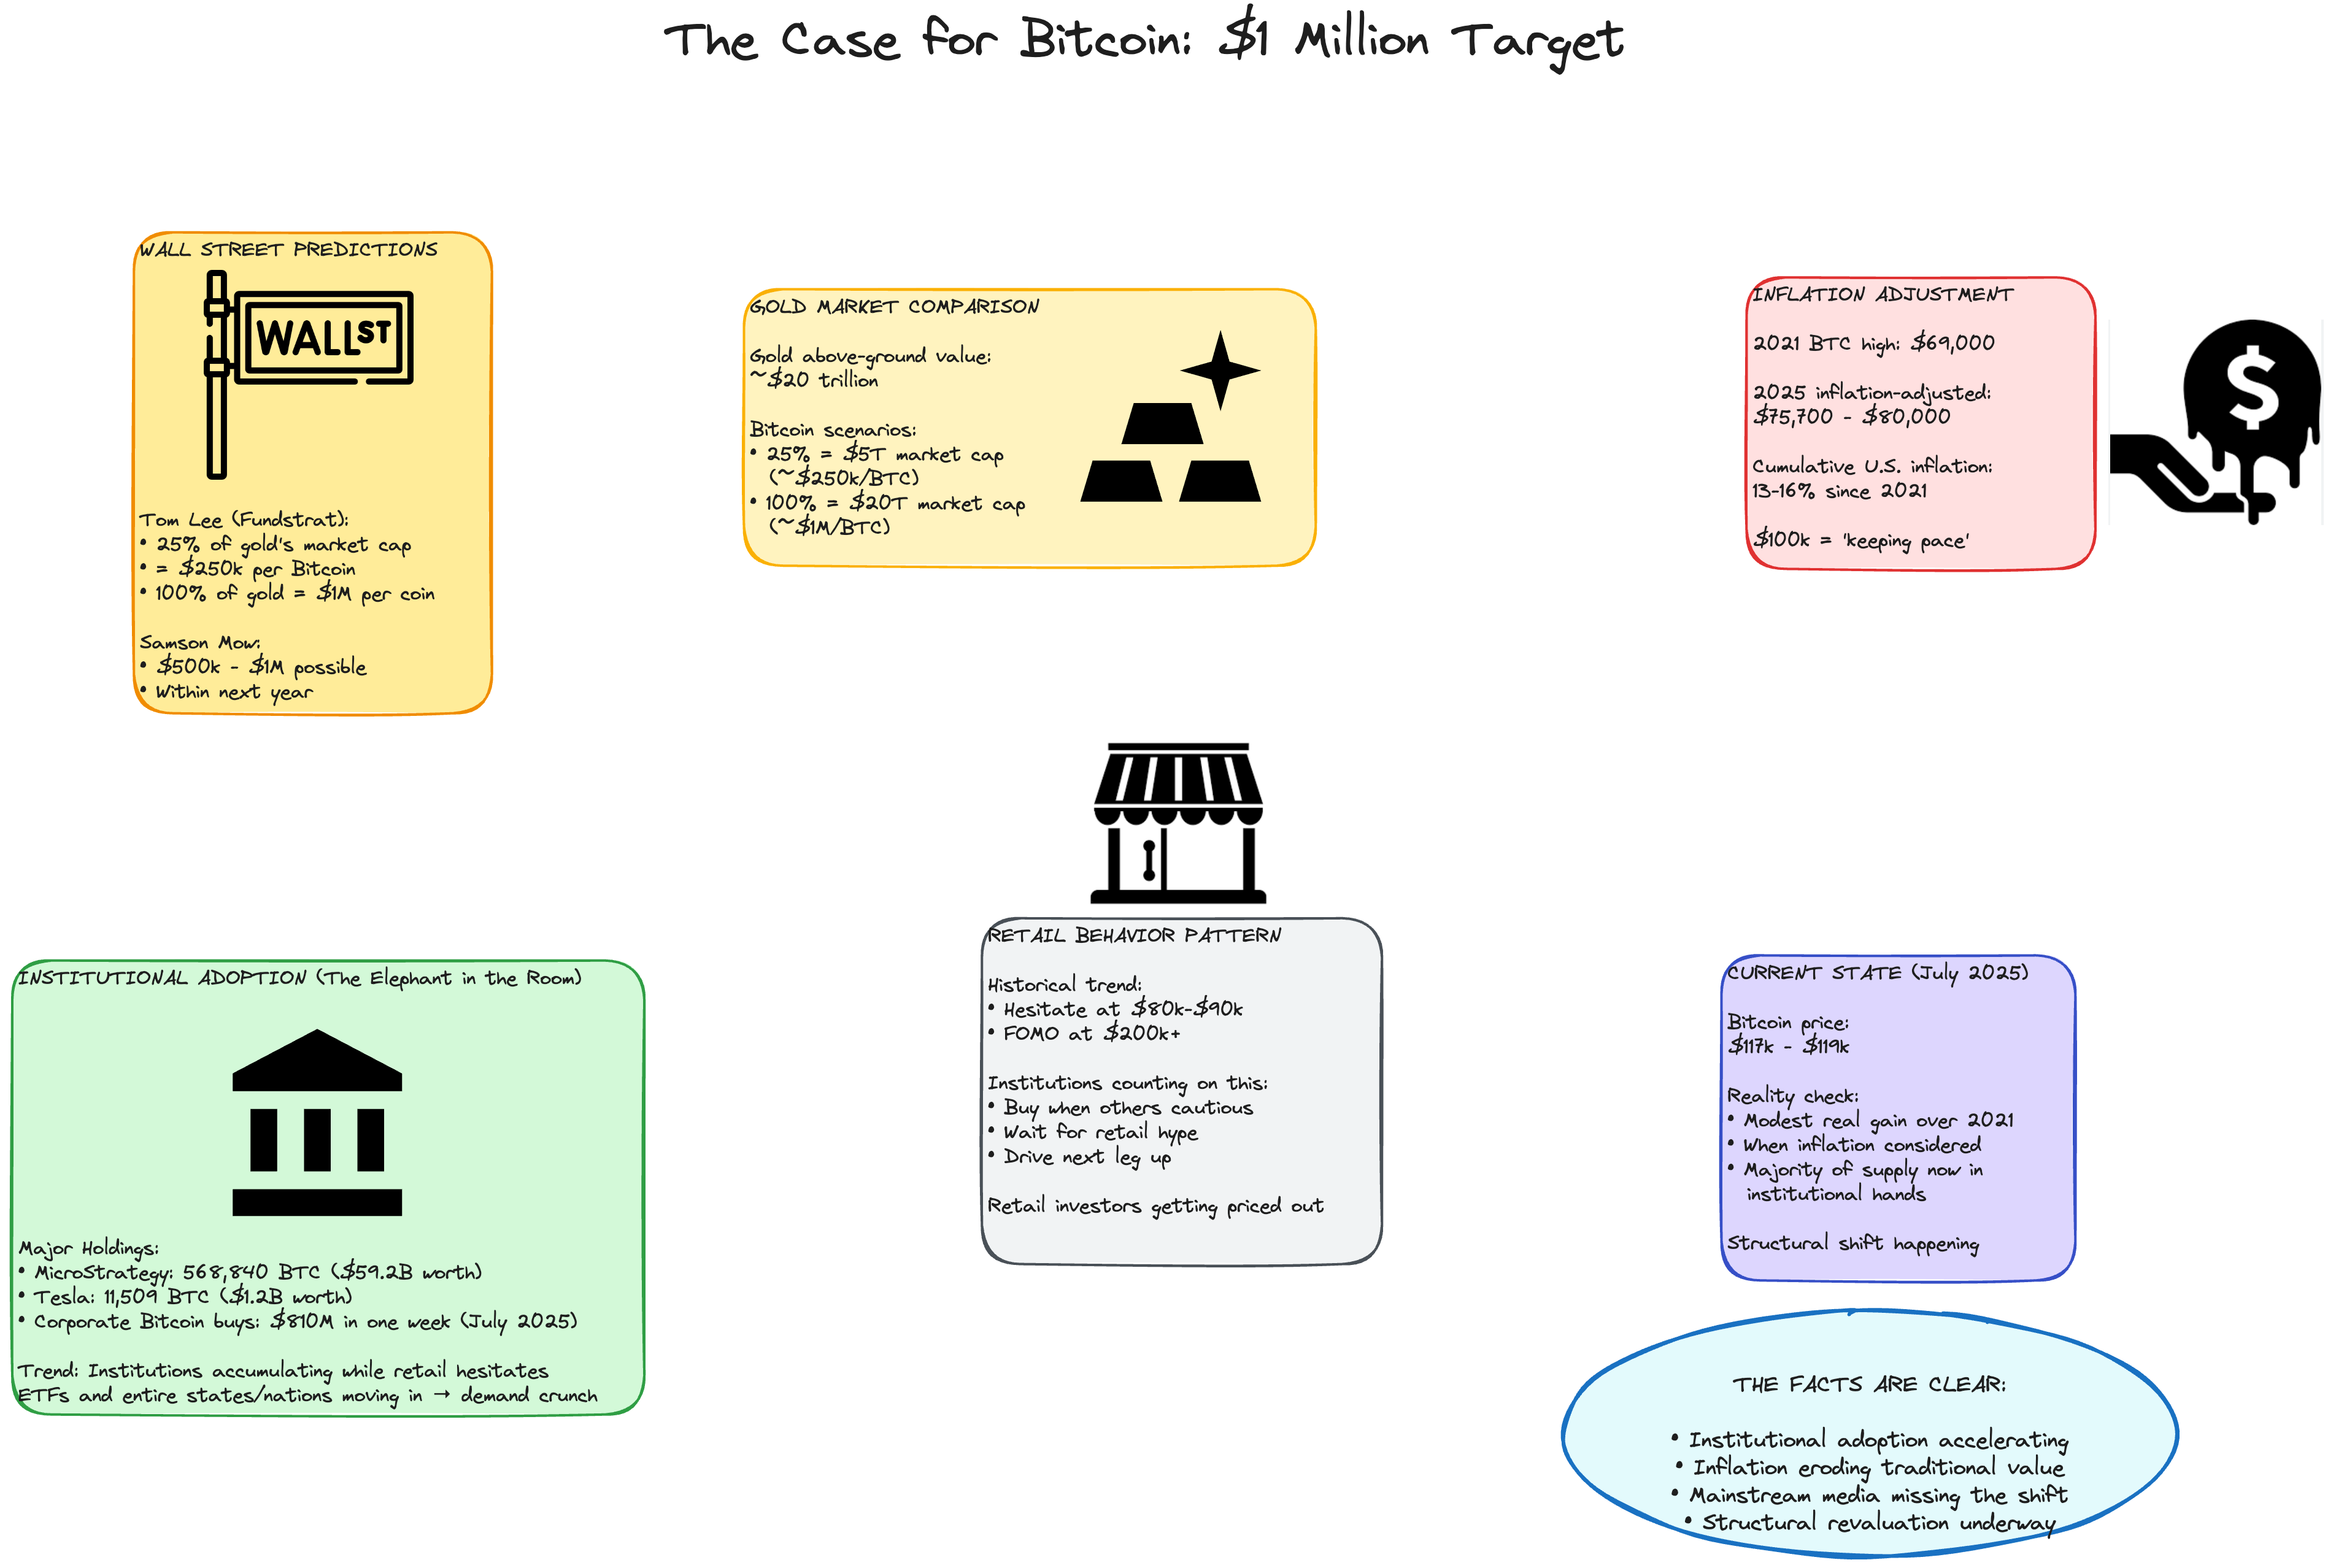 The Case for Bitcoin: $1 Million Target
WALL STREET PREDICTIONS
WALL ST
Tom Lee (Fundstrat):
• 25% of gold's market cap
• = $250k per Bitcoin
• 100% of gold = $1M per coin
Samson Mow:
• $500k - $1M possible
• Within next year
GOLD MARKET COMPARISON
Gold above-ground value:
~$20 trillion
Bitcoin scenarios:
• 25% = $5T market cap
(~$250k/BTC)
• 100% = $20T market cap
(~$1M/BTC)
INFLATION ADJUSTMENT
2021 BTC high: $69,000
2025 inflation-adjusted:
$75,700 - $80,000
Cumulative U.S. inflation:
13-16% since 2021
$100k = 'keeping pace'
$
INSTITUTIONAL ADOPTION (The Elephant in the Room)
Major Holdings:
• MicroStrategy: 568,840 BTC ($59.2B worth)
• Tesla: 11,509 BTC ($1.2B worth)
• Corporate Bitcoin buys: $810M in one week (July 2025)
Trend: Institutions accumulating while retail hesitates
ETFs and entire states/nations moving in → demand crunch
RETAIL BEHAVIOR PATTERN
Historical trend:
• Hesitate at $80k-$90k
• FOMO at $200k+
Institutions counting on this:
• Buy when others cautious
• Wait for retail hype
• Drive next leg up
Retail investors getting priced out
CURRENT STATE (July 2025)
Bitcoin price:
$117k - $119k
Reality check:
• Modest real gain over 2021
• When inflation considered
• Majority of supply now in
institutional hands
Structural shift happening
THE FACTS ARE CLEAR:
• Institutional adoption accelerating
• Inflation eroding traditional value
• Mainstream media missing the shift
• Structural revaluation underway